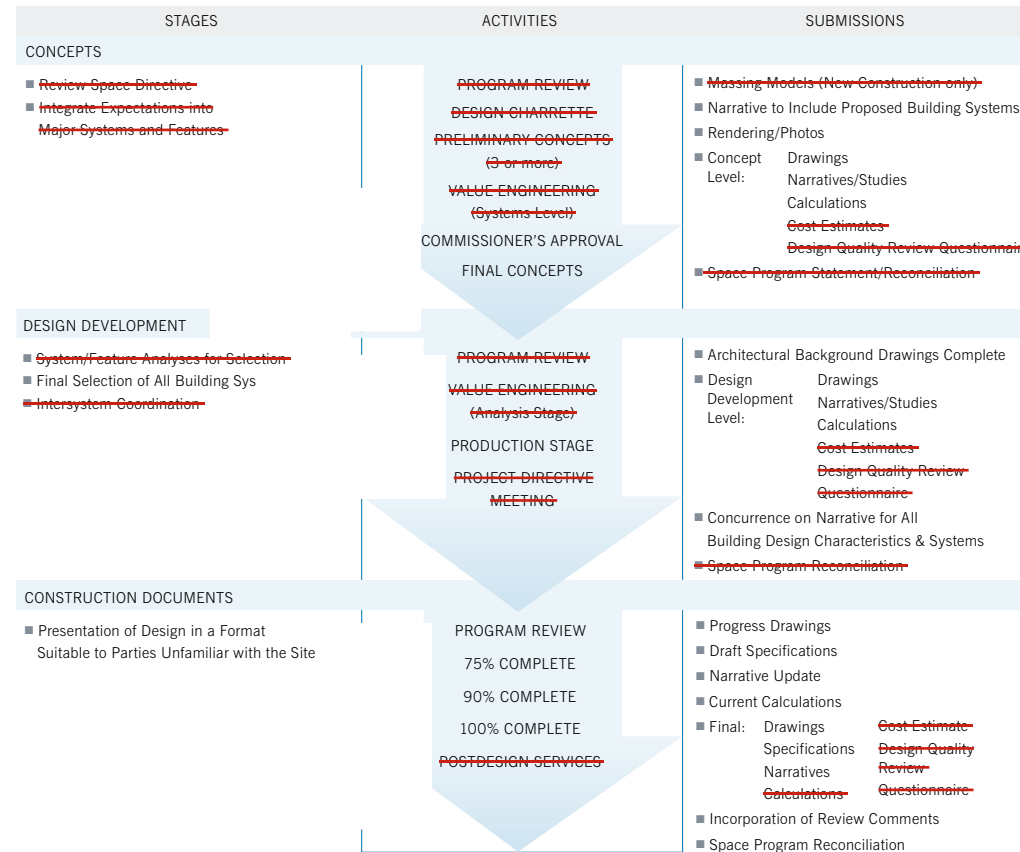 STAGES
ACTIVITIES
SUBMISSIONS
CONCEPTS
Review Space Directive
Integrate Expectations into
Major Systems and Features
PROGRAM REVIEW
DESIGN CHARRETTE
PRELIMINARY CONCEPTS
(3 or more)
VALUE ENGINEERING
(Systems Level)
COMMISSIONER’S APPROVAL
FINAL CONCEPTS
Massing Models (New Construction only)
Narrative to Include Proposed Building Systems
Rendering/Photos
Concept Drawings
Level: Narratives/Studies
Calculations
Cost Estimates
Design Quality Review Questionnair
Space Program Statement/Reconciliation
DESIGN DEVELOPMENT
System/Feature Analyses for Selection
Final Selection of All Building Sys
Intersystem Coordination
PROGRAM REVIEW
VALUE ENGINEERING
(Analysis Stage)
PRODUCTION STAGE
PROJECT DIRECTIVE
MEETING
Architectural Background Drawings Complete
Design Drawings
Development Narratives/Studies
Level: Calculations
Cost Estimates
Design Quality Review
Questionnaire
Concurrence on Narrative for All
Building Design Characteristics & Systems
Space Program Reconciliation
CONSTRUCTION DOCUMENTS
Presentation of Design in a Format
Suitable to Parties Unfamiliar with the Site
PROGRAM REVIEW
75% COMPLETE
90% COMPLETE
100% COMPLETE
POSTDESIGN SERVICES
Progress Drawings
Draft Specifications
Narrative Update
Current Calculations
Final: Drawings
Specifications
Narratives
Calculations
Cost Estimate
Design Quality
Review
Questionnaire
Incorporation of Review Comments
Space Program Reconciliation